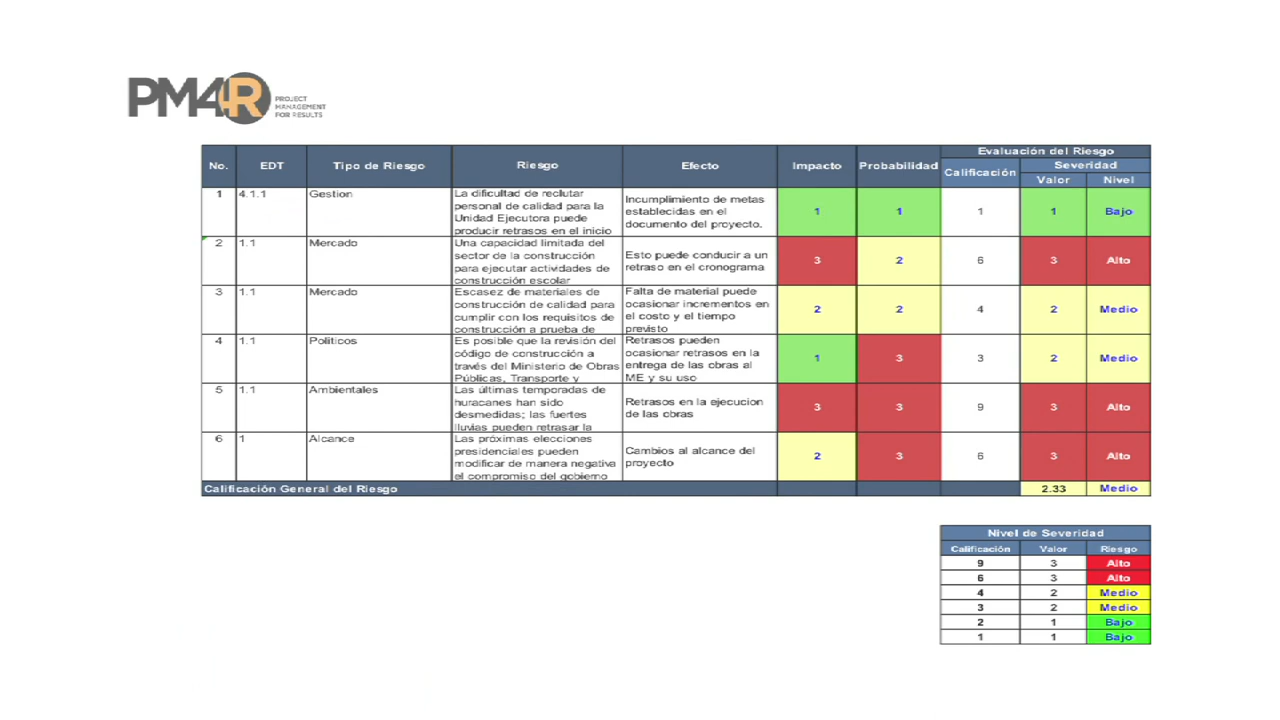 PM4R
PROJECT
MANAGEMENT
FOR RESULTS
No. EDT Tipo de Riesgo Riesgo Efecto Impacto Probabilidad Evaluación del Riesgo
Calificación Severidad
Valor Nivel
1 4.1.1 Gestion La dificultad de reclutar
personal de calidad para la
Unidad Ejecutora puede
producir retrasos en el inicio
Incumplimiento de metas
establecidas en el
documento del proyecto.
1 1 1 1 Bajo
2 1.1 Mercado Una capacidad limitada del
sector de la construcción
para ejecutar actividades de
construcción escolar
Esto puede conducir a un
retraso en el cronograma
3 2 6 3 Alto
3 1.1 Mercado Escasez de materiales de
construcción de calidad para
cumplir con los requisitos de
construcción a prueba de
Falta de material puede
ocasionar incrementos en
el costo y el tiempo
previsto
2 2 4 2 Medio
4 1.1 Politicos Es posible que la revisión del
código de construcción a
través del Ministerio de Obras
Públicas, Transporte y
Retrasos pueden
ocasionar retrasos en la
entrega de las obras al
ME y su uso
1 3 3 2 Medio
5 1.1 Ambientales Las últimas temporadas de
huracanes han sido
desmedidas; las fuertes
lluvias pueden retrasar la
Retrasos en la ejecucion
de las obras
3 3 9 3 Alto
6 1 Alcance Las próximas elecciones
presidenciales pueden
modificar de manera negativa
el compromiso del gobierno
Cambios al alcance del
proyecto
2 3 6 3 Alto
Calificación General del Riesgo 2.33 Medio
Nivel de Severidad
Calificación Valor Riesgo
9 3 Alto
6 3 Alto
4 2 Medio
3 2 Medio
2 1 Bajo
1 1 Bajo